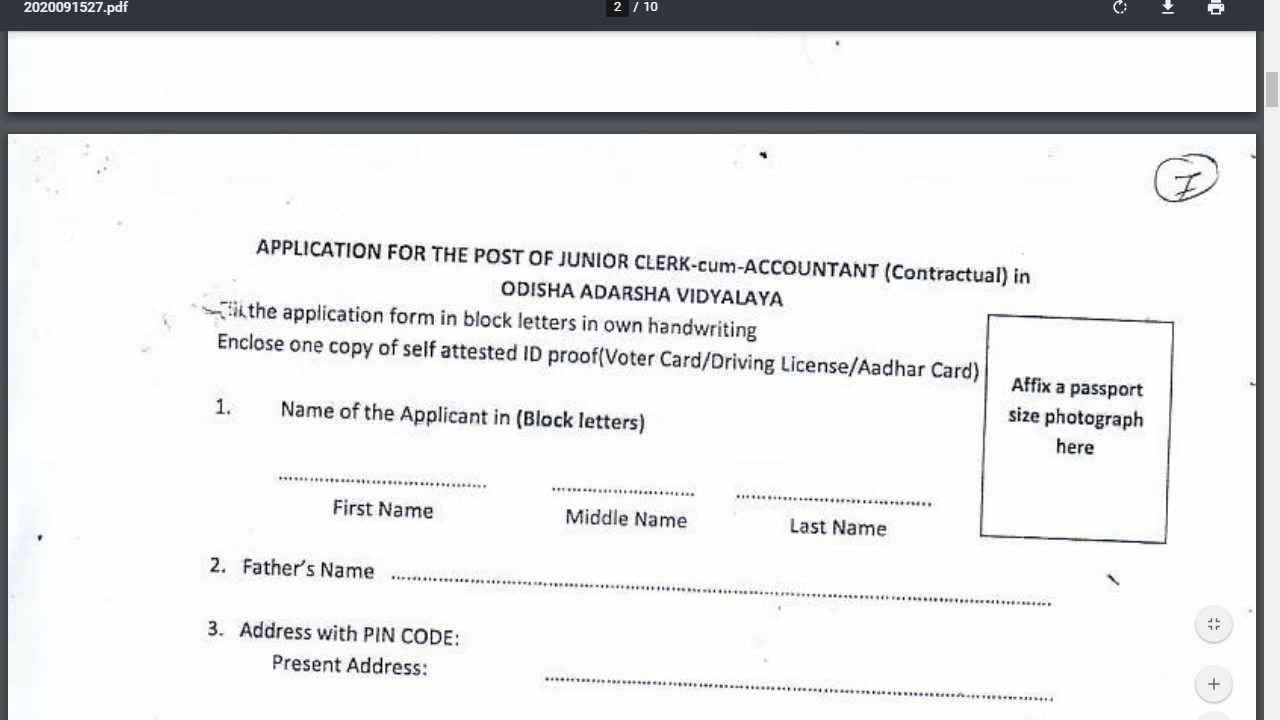 2020091527.pdf
2 / 10
I
APPLICATION FOR THE POST OF JUNIOR CLERK-cum-ACCOUNTANT (Contractual) in
ODISHA ADARSHA VIDYALAYA
the application form in block letters in own handwriting
Enclose one copy of self attested ID proof(Voter Card/Driving License/Aadhar Card)
Affix a passport
size photograph
here
1. Name of the Applicant in (Block letters)
First Name Middle Name Last Name
2. Father's Name
3. Address with PIN CODE:
Present Address: